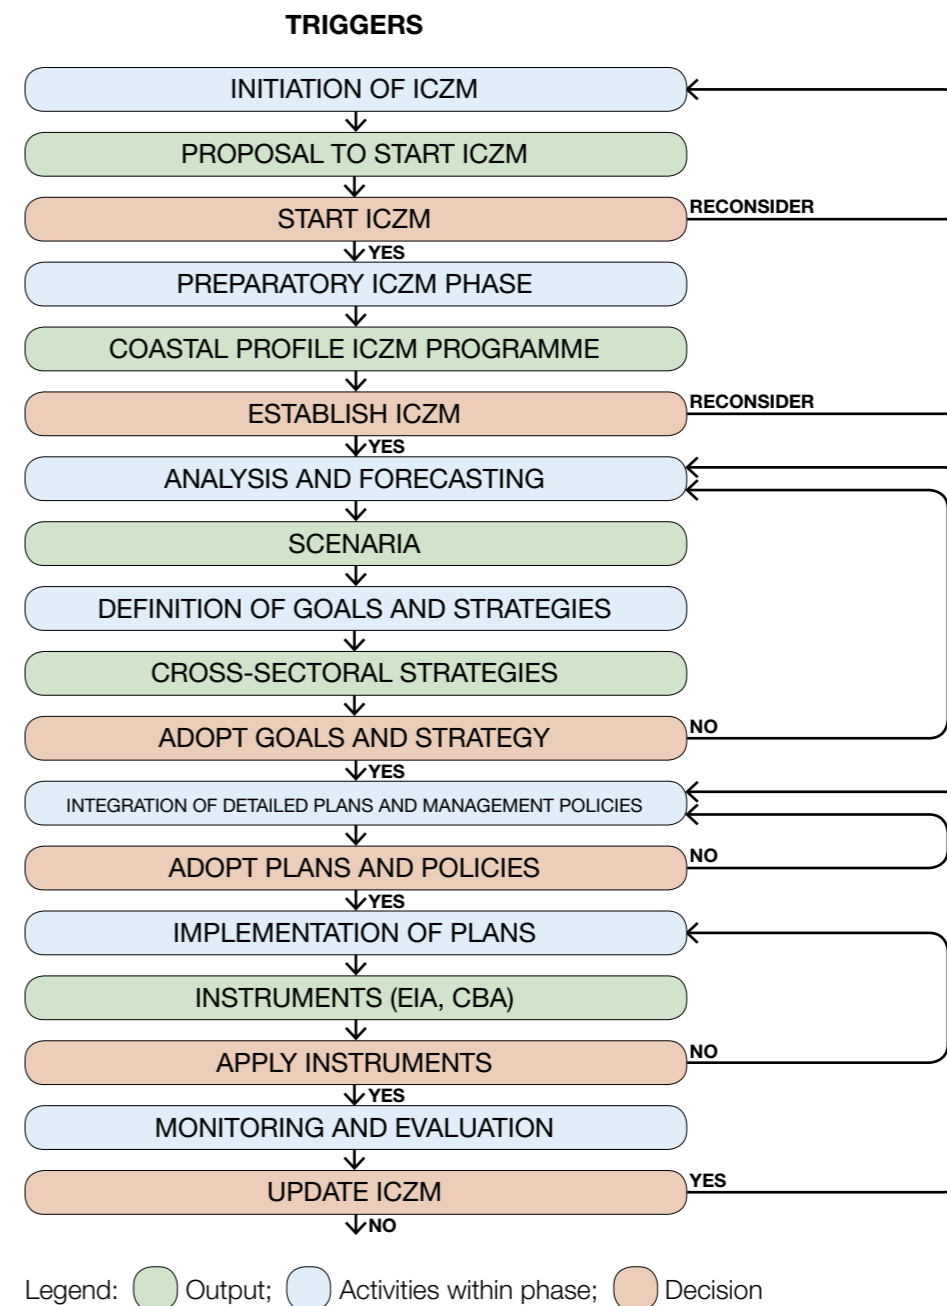 TRIGGERS
INITIATION OF ICZM
PROPOSAL TO START ICZM
START ICZM
RECONSIDER
YES
PREPARATORY ICZM PHASE
COASTAL PROFILE ICZM PROGRAMME
ESTABLISH ICZM
RECONSIDER
YES
ANALYSIS AND FORECASTING
SCENARIA
DEFINITION OF GOALS AND STRATEGIES
CROSS-SECTORAL STRATEGIES
ADOPT GOALS AND STRATEGY
NO
YES
INTEGRATION OF DETAILED PLANS AND MANAGEMENT POLICIES
ADOPT PLANS AND POLICIES
NO
YES
IMPLEMENTATION OF PLANS
INSTRUMENTS (EIA, CBA)
APPLY INSTRUMENTS
NO
YES
MONITORING AND EVALUATION
UPDATE ICZM
YES
NO
Legend: Output; Activities within phase; Decision